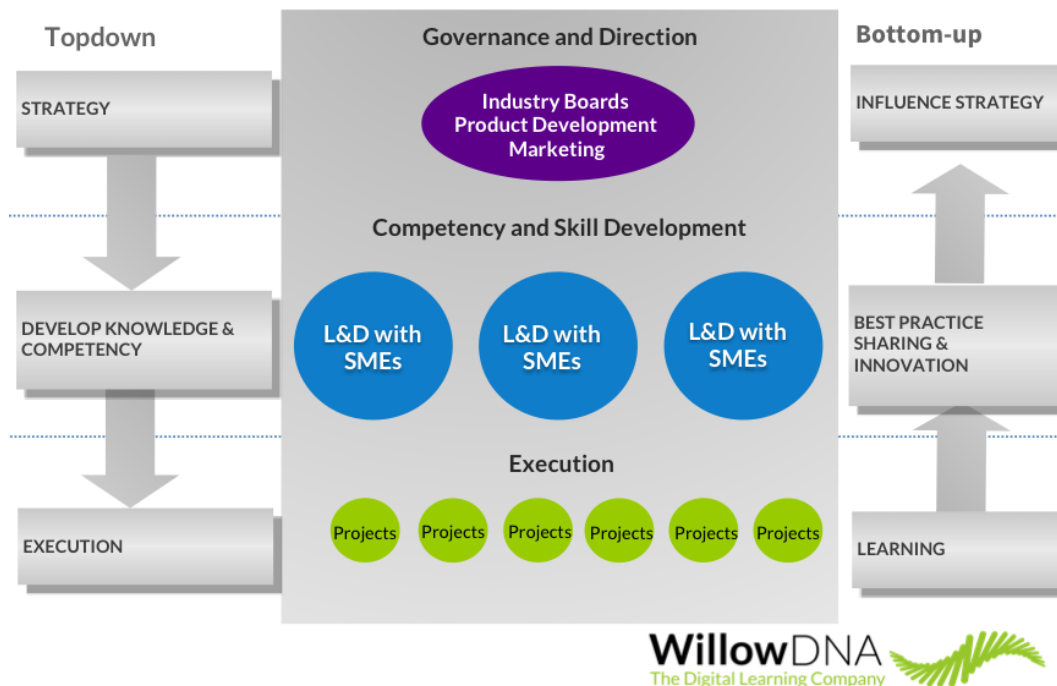 Topdown
STRATEGY
DEVELOP KNOWLEDGE &
COMPETENCY
EXECUTION
Governance and Direction
Industry Boards
Product Development
Marketing
Competency and Skill Development
L&D with
SMEs
L&D with
SMEs
L&D with
SMEs
Execution
Projects
Projects
Projects
Projects
Projects
Projects
Bottom-up
INFLUENCE STRATEGY
BEST PRACTICE
SHARING &
INNOVATION
LEARNING
WillowDNA
The Digital Learning Company